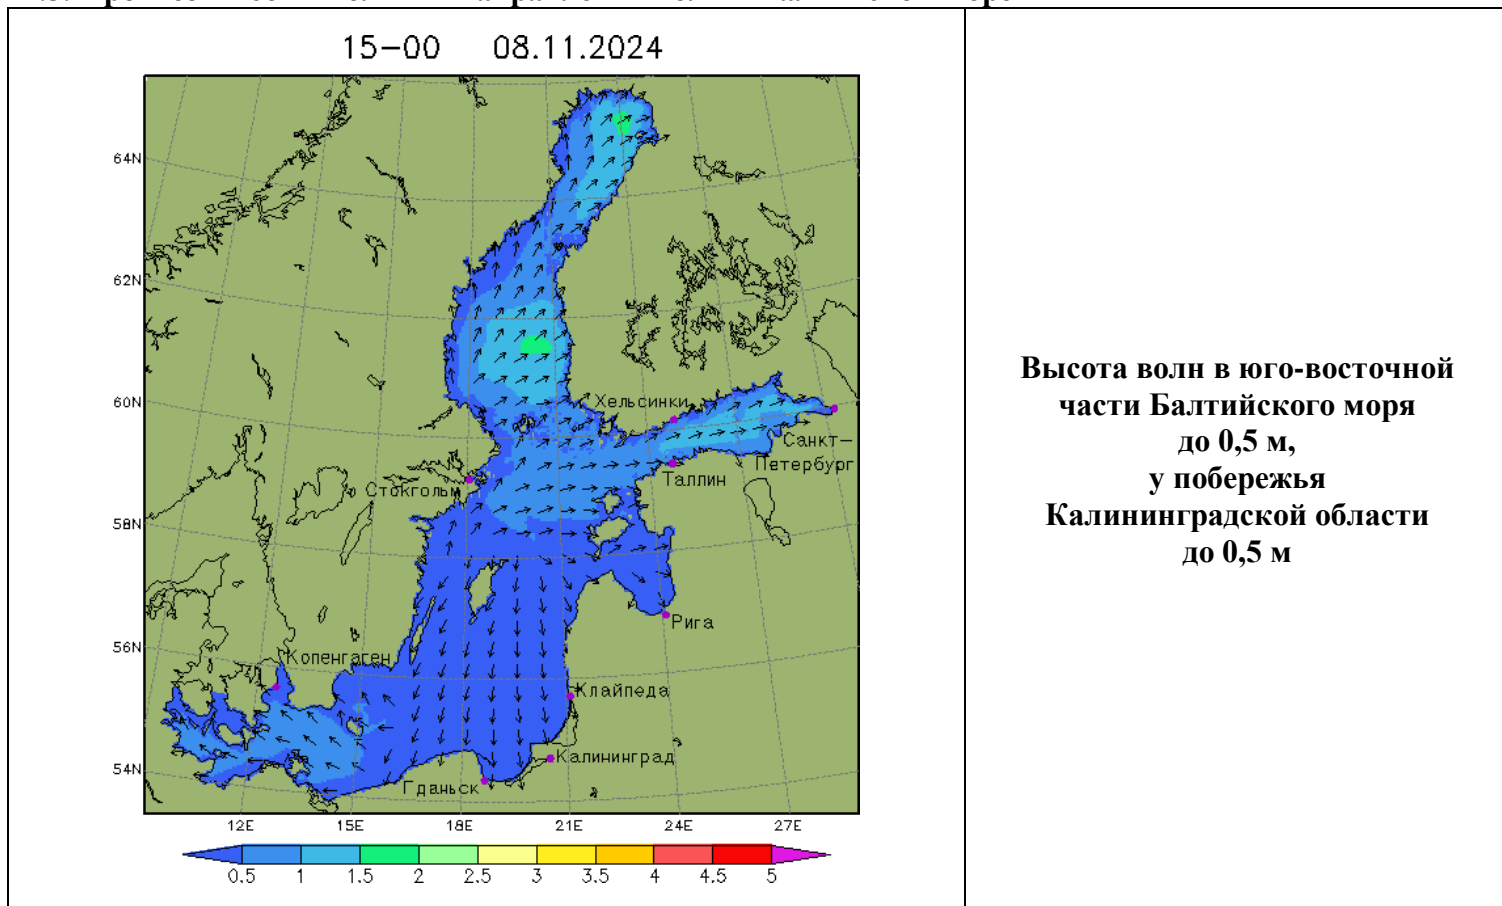 15-00 08.11.2024
64N
62N
60N
58N
56N
54N
Хельсинки
Санкт-
Петербург
Таллин
Стокгольм
Рига
Копенгаген
Клайпеда
Калининград
Гданьск
12E 15E 18E 21E 24E 27E
0.5 1 1.5 2 2.5 3 3.5 4 4.5 5
Высота волн в юго-восточной
части Балтийского моря
до 0,5 м,
у побережья
Калининградской области
до 0,5 м